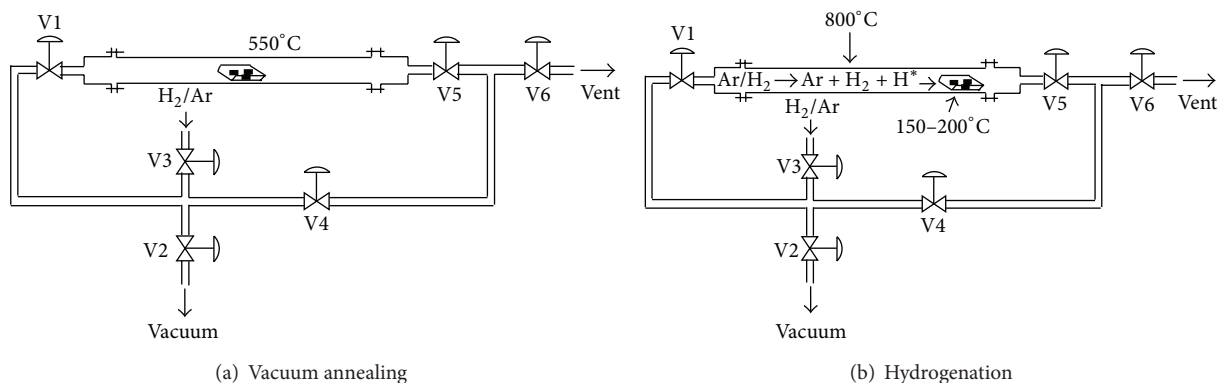 V1
550°C
V5
V6
Vent
H₂/Ar
V3
V4
V2
Vacuum
(a) Vacuum annealing
V1
800°C
Ar/H₂ → Ar + H₂ + H* →
V5
V6
Vent
H₂/Ar
150–200°C
V3
V4
V2
Vacuum
(b) Hydrogenation